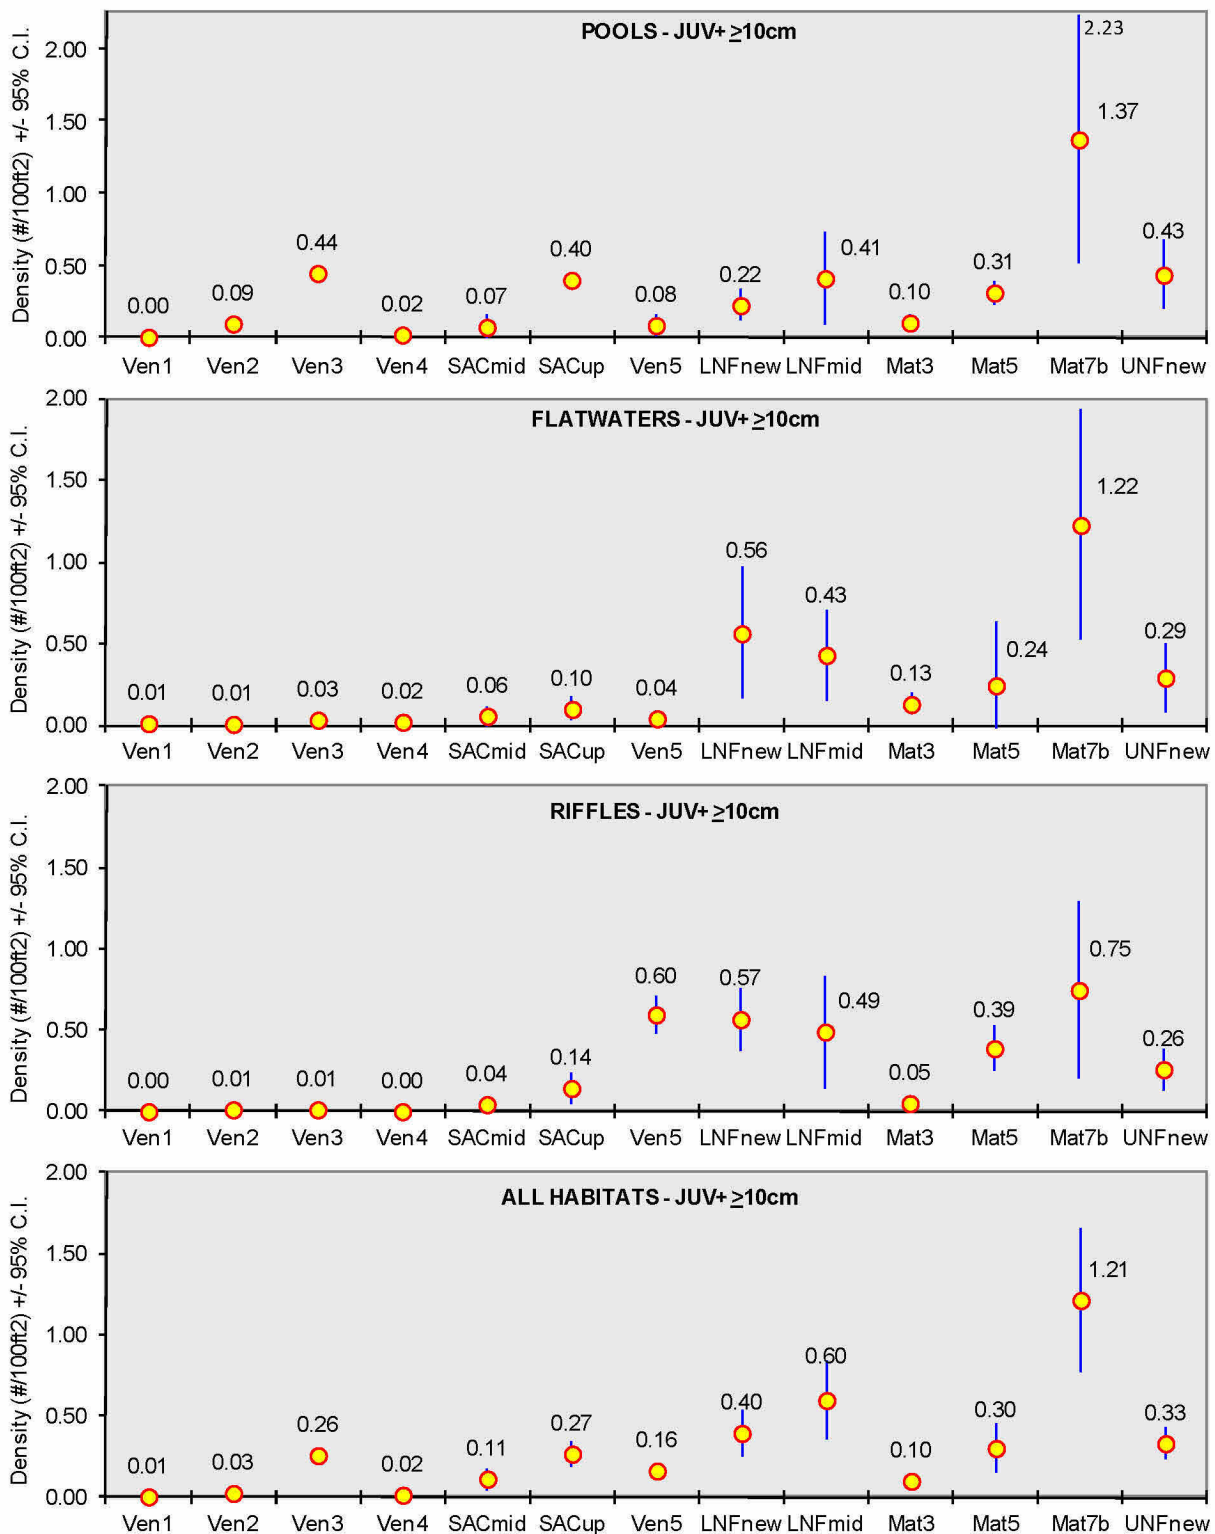 POOLS - JUV+ ≥10cm
Density (#/100ft2) +/- 95% C.I.
2.00
1.50
1.00
0.50
0.00
0.00 0.09 0.44 0.02 0.07 0.40 0.08 0.22 0.41 0.10 0.31 2.23 1.37 0.43
Ven1 Ven2 Ven3 Ven4 SACmid SACup Ven5 LNFnew LNFmid Mat3 Mat5 Mat7b UNFnew
FLATWATERS - JUV+ ≥10cm
Density (#/100ft2) +/- 95% C.I.
2.00
1.50
1.00
0.50
0.00
0.01 0.01 0.03 0.02 0.06 0.10 0.04 0.56 0.43 0.13 0.24 1.22 0.29
Ven1 Ven2 Ven3 Ven4 SACmid SACup Ven5 LNFnew LNFmid Mat3 Mat5 Mat7b UNFnew
RIFFLES - JUV+ ≥10cm
Density (#/100ft2) +/- 95% C.I.
2.00
1.50
1.00
0.50
0.00
0.00 0.01 0.01 0.00 0.04 0.14 0.60 0.57 0.49 0.05 0.39 0.75 0.26
Ven1 Ven2 Ven3 Ven4 SACmid SACup Ven5 LNFnew LNFmid Mat3 Mat5 Mat7b UNFnew
ALL HABITATS - JUV+ ≥10cm
Density (#/100ft2) +/- 95% C.I.
2.00
1.50
1.00
0.50
0.00
0.01 0.03 0.26 0.02 0.11 0.27 0.16 0.40 0.60 0.10 0.30 1.21 0.33
Ven1 Ven2 Ven3 Ven4 SACmid SACup Ven5 LNFnew LNFmid Mat3 Mat5 Mat7b UNFnew